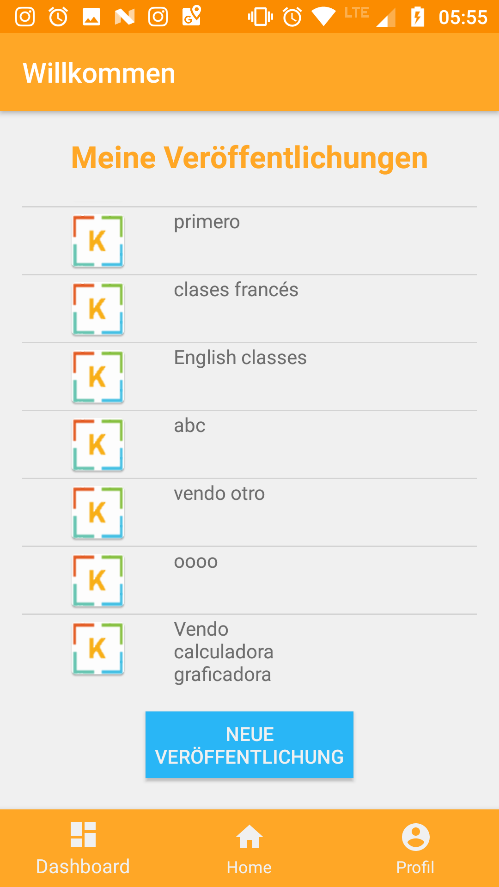 LTE 05:55
Willkommen
Meine Veröffentlichungen
K primero
K clases francés
K English classes
K abc
K vendo otro
K oooo
K Vendo
calculadora
graficadora
NEUE
VERÖFFENTLICHUNG
Dashboard Home Profil